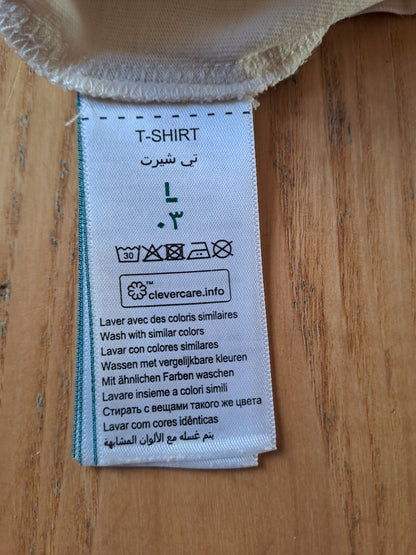 T-SHIRT
تي شيرت
L
٠٣
30
clevercare.info™
Laver avec des coloris similaires
Wash with similar colors
Lavar con colores similares
Wassen met vergelijkbare kleuren
Mit ähnlichen Farben waschen
Lavare insieme a colori simili
Стирать с вещами такого же цвета
Lavar com cores idênticas
يتم غسله مع الألوان المشابهة